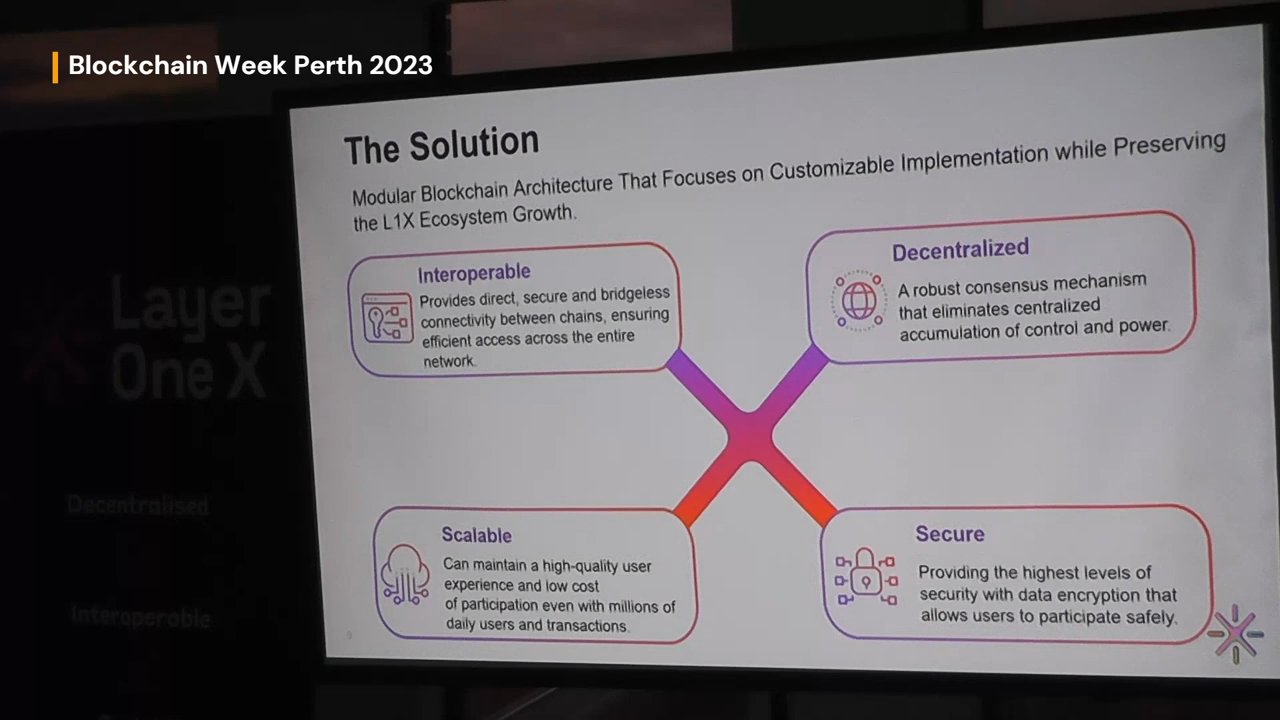 Blockchain Week Perth 2023
The Solution
Modular Blockchain Architecture That Focuses on Customizable Implementation while Preserving
the L1X Ecosystem Growth.
Interoperable
Provides direct, secure and bridgeless
connectivity between chains, ensuring
efficient access across the entire
network.
Decentralized
A robust consensus mechanism
that eliminates centralized
accumulation of control and power.
Layer
One X
Decentralised
Interoperable
Scalable
Can maintain a high-quality user
experience and low cost
of participation even with millions of
daily users and transactions.
Secure
Providing the highest levels of
security with data encryption that
allows users to participate safely.
9